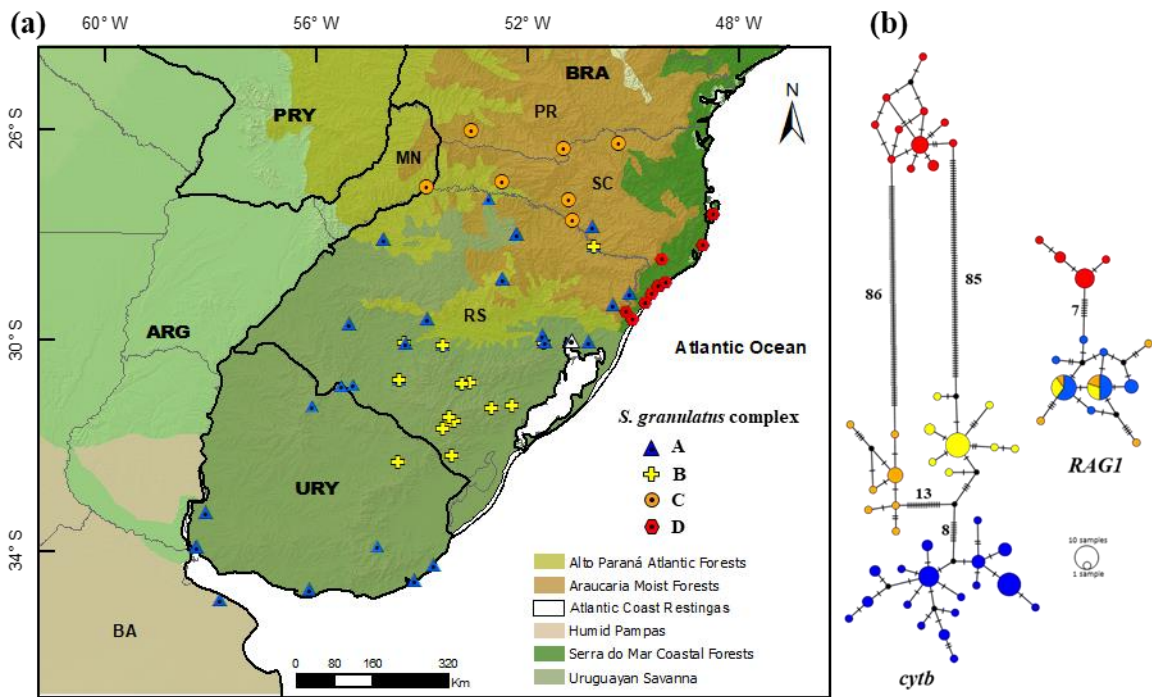 (a)
60° W 56° W 52° W 48° W
(b)
BRA
N
PRY
PR
26° S
MN
SC
86
85
7
ARG
RS
30° S
Atlantic Ocean
S. granulatus complex
A
B
C
D
RAG1
URY
13
8
10 samples
1 sample
34° S
Alto Paraná Atlantic Forests
Araucaria Moist Forests
Atlantic Coast Restingas
Humid Pampas
Serra do Mar Coastal Forests
Uruguayan Savanna
BA
0 80 160 320
Km
cytb